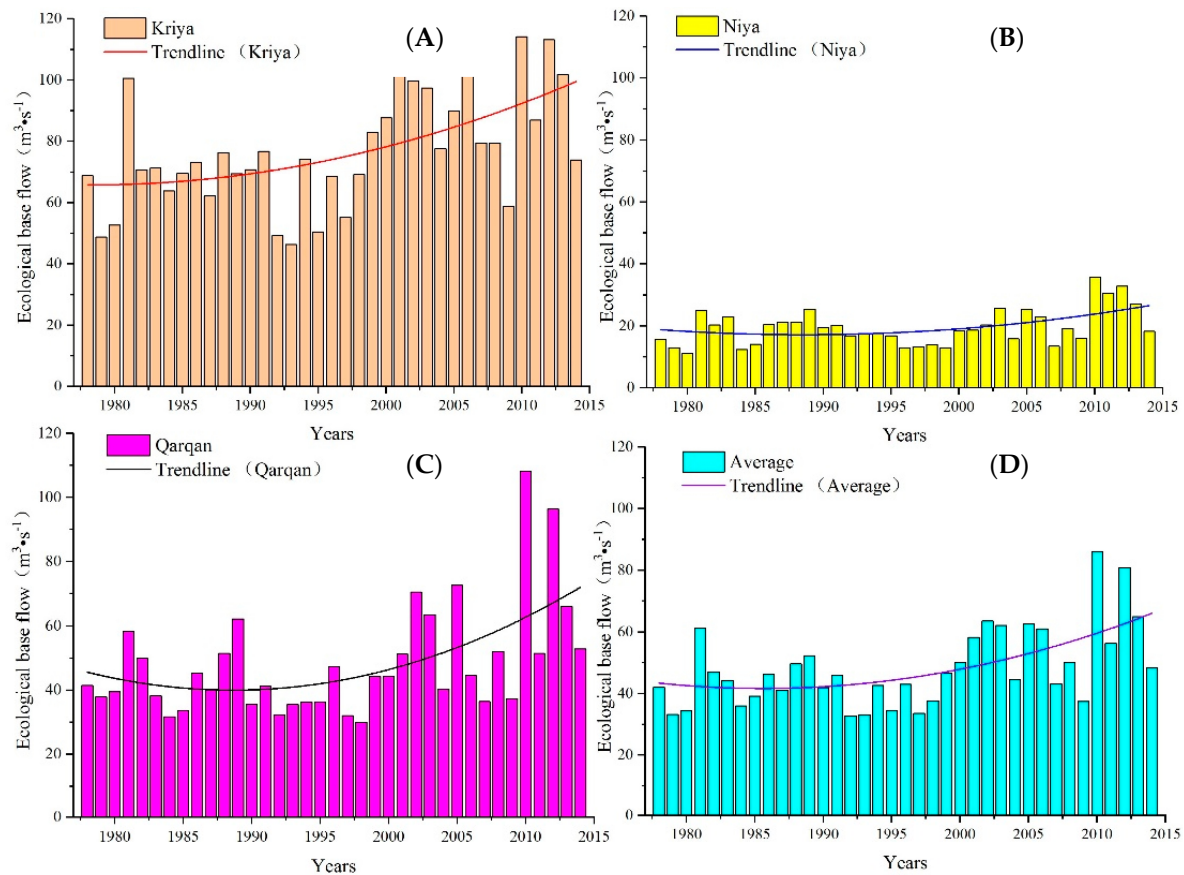 Kriya
Trendline （Kriya）
(A)
Ecological base flow（m³•s⁻¹）
120
100
80
60
40
20
0
1980 1985 1990 1995 2000 2005 2010 2015
Years
Niya
Trendline （Niya）
(B)
Ecological base flow（m³•s⁻¹）
120
100
80
60
40
20
0
1980 1985 1990 1995 2000 2005 2010 2015
Years
Qarqan
Trendline （Qarqan）
(C)
Ecological base flow（m³•s⁻¹）
120
100
80
60
40
20
0
1980 1985 1990 1995 2000 2005 2010 2015
Years
Average
Trendline （Average）
(D)
Ecological base flow（m³•s⁻¹）
120
100
80
60
40
20
0
1980 1985 1990 1995 2000 2005 2010 2015
Years